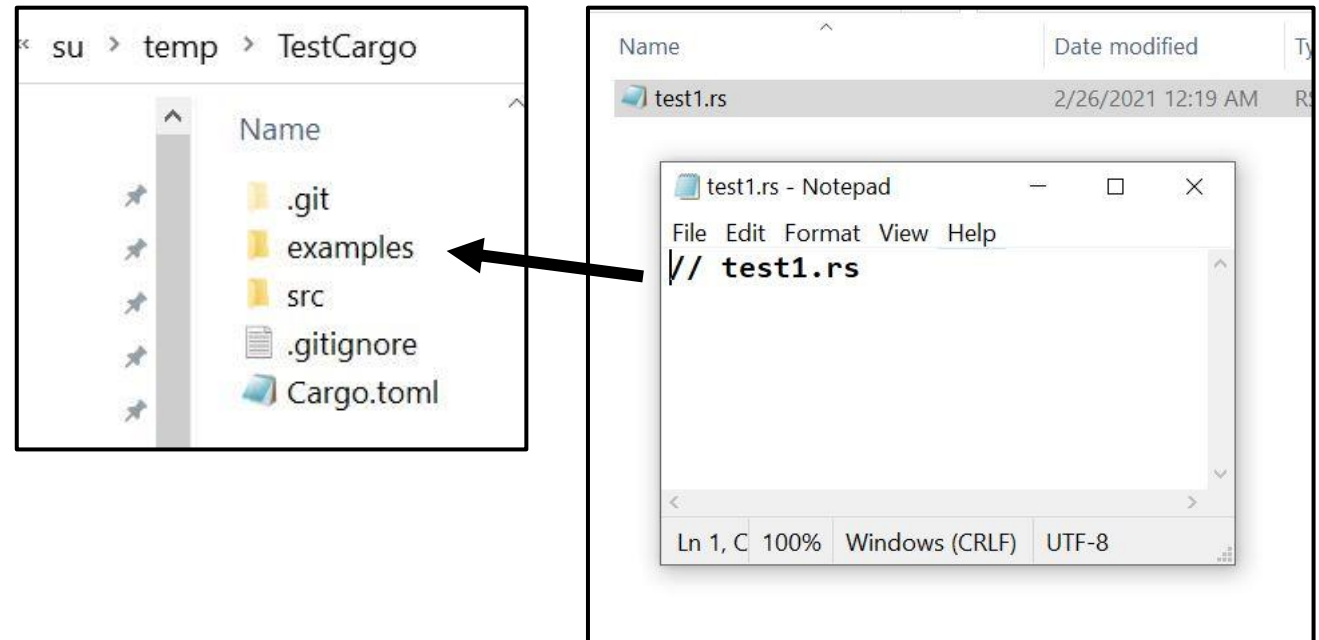 « su > temp > TestCargo
Name
.git
examples
src
.gitignore
Cargo.toml
Name Date modified Ty
test1.rs 2/26/2021 12:19 AM RS
test1.rs - Notepad
File Edit Format View Help
// test1.rs
Ln 1, C 100% Windows (CRLF) UTF-8